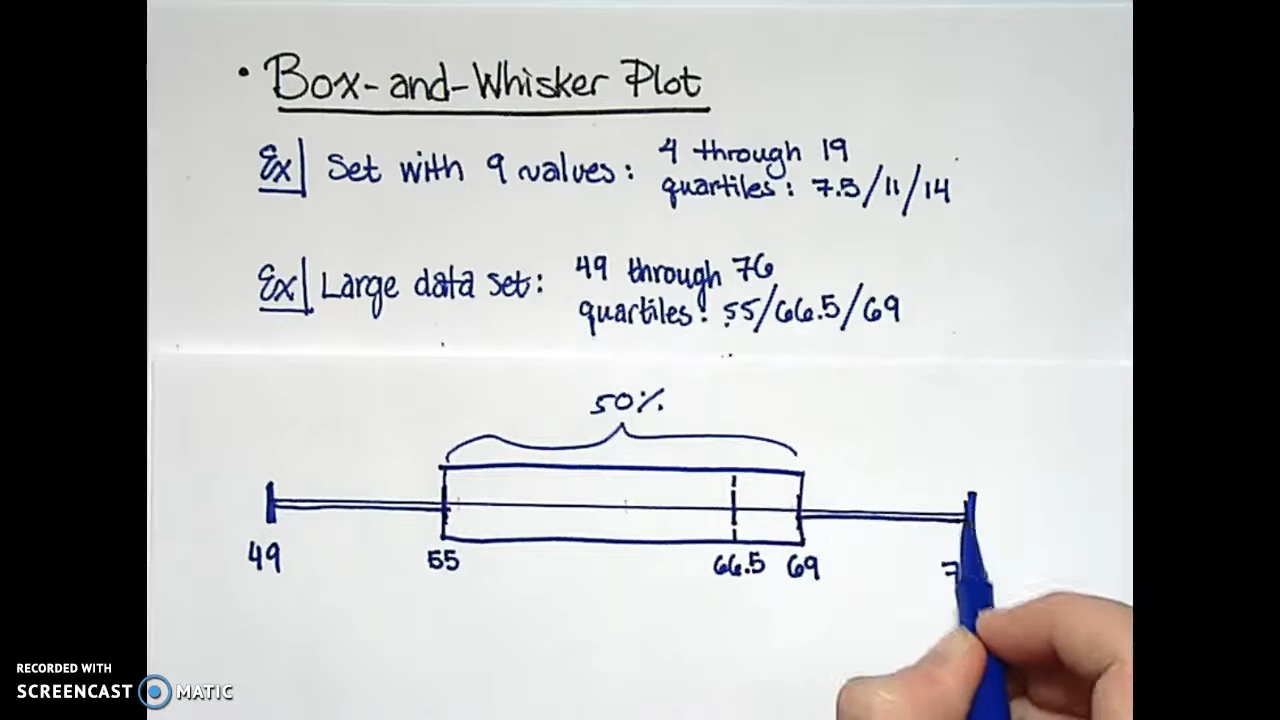 • Box-and-Whisker Plot
Ex| Set with 9 values: 4 through 19
quartiles: 7.5/11/14
Ex| Large data set: 49 through 76
quartiles: 55/66.5/69
50%
49 55 66.5 69 7
RECORDED WITH
SCREENCAST MATIC